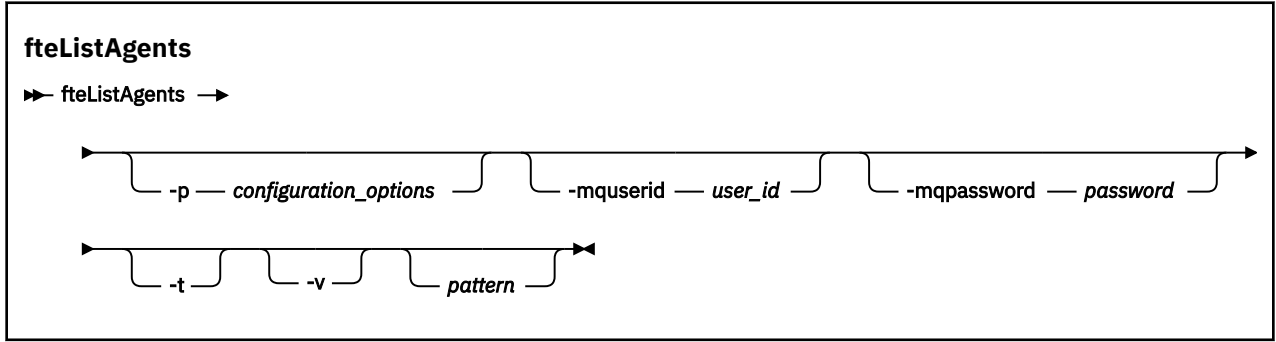 fteListAgents
fteListAgents
-p configuration_options -mquserid user_id -mqpassword password
-t -v pattern